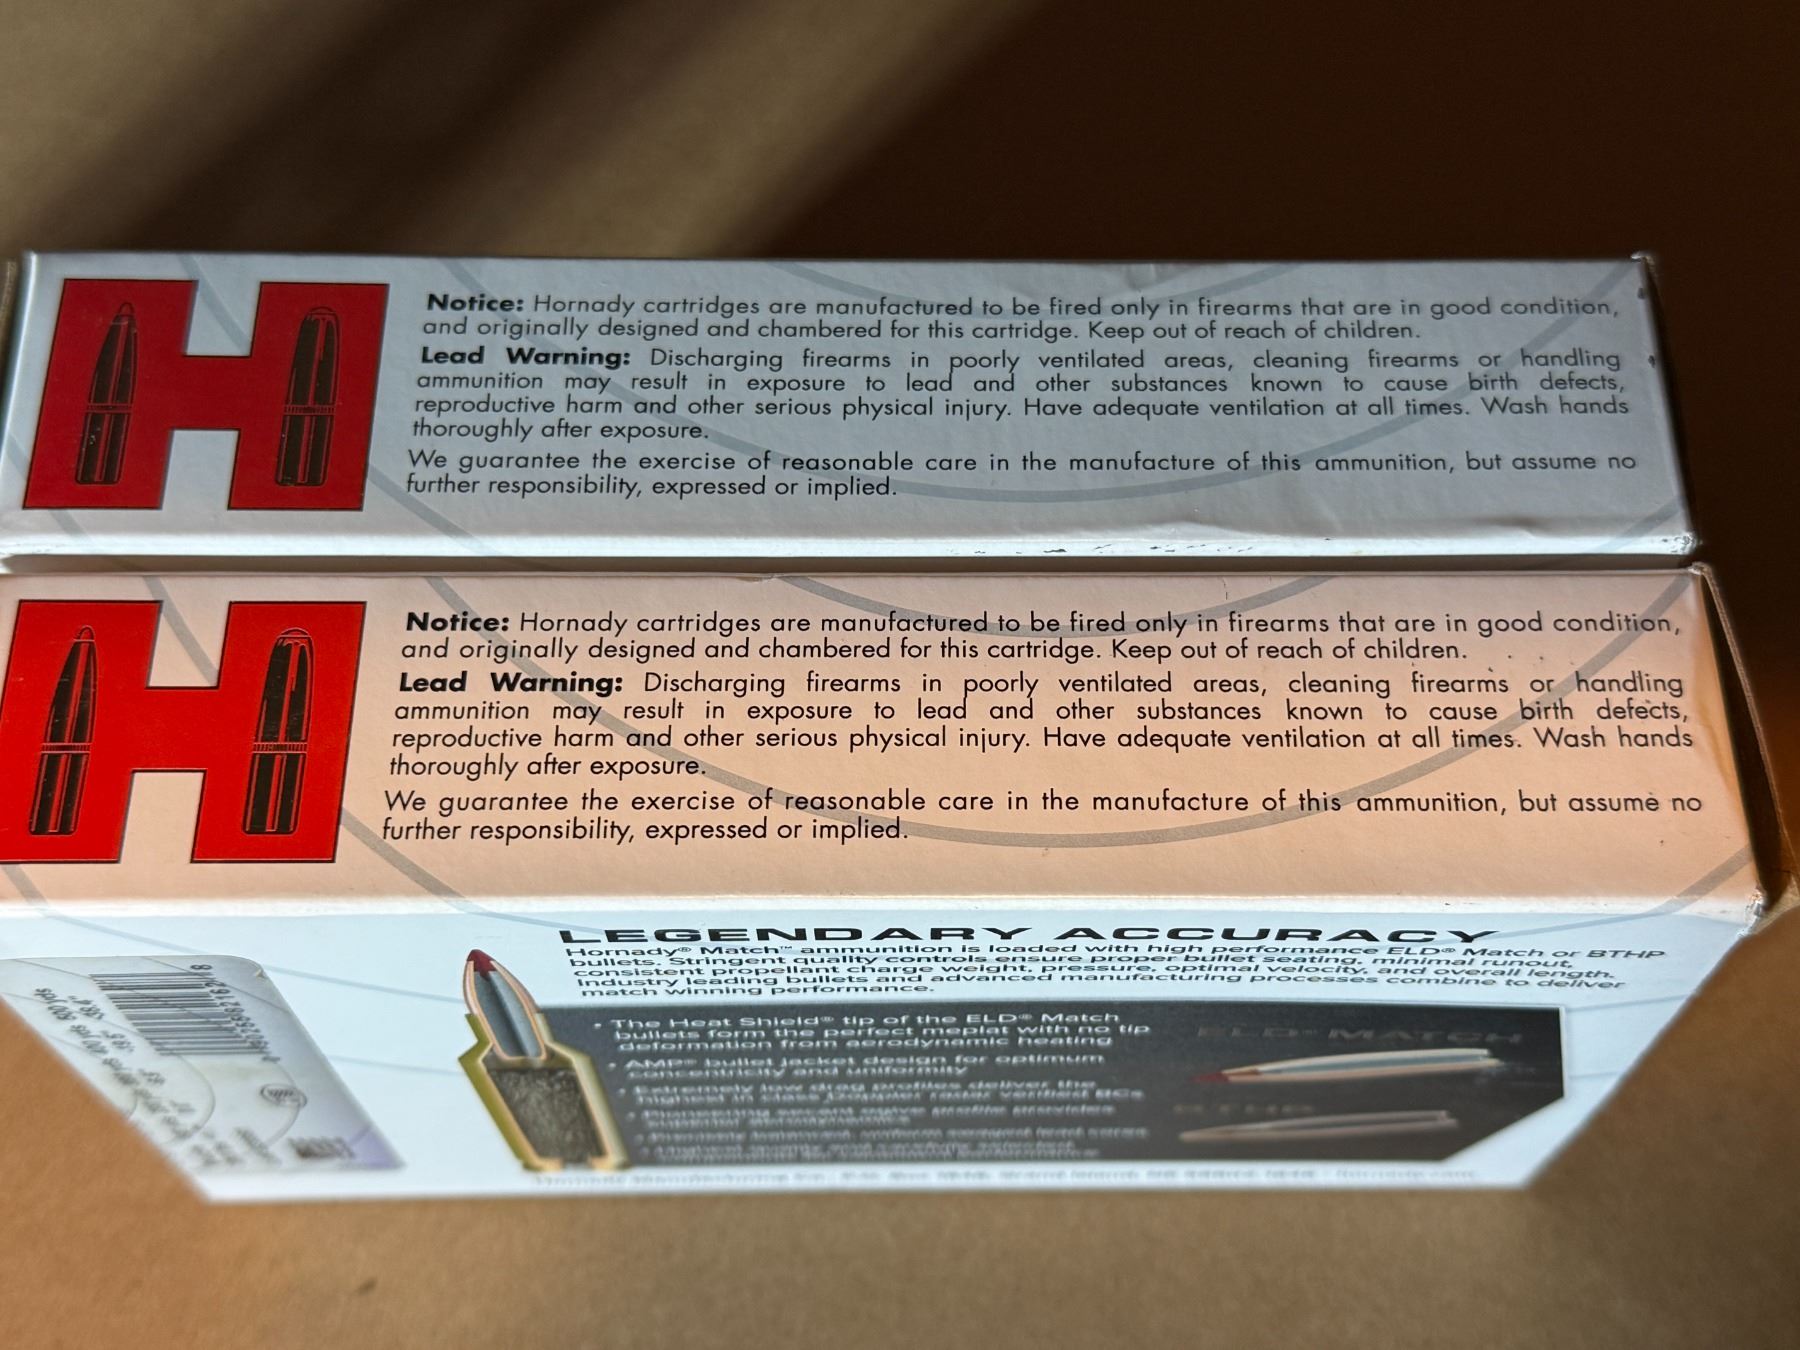 H
Notice: Hornady cartridges are manufactured to be fired only in firearms that are in good condition,
and originally designed and chambered for this cartridge. Keep out of reach of children.
Lead Warning: Discharging firearms in poorly ventilated areas, cleaning firearms or handling
ammunition may result in exposure to lead and other substances known to cause birth defects,
reproductive harm and other serious physical injury. Have adequate ventilation at all times. Wash hands
thoroughly after exposure.
We guarantee the exercise of reasonable care in the manufacture of this ammunition, but assume no
further responsibility, expressed or implied.
H
Notice: Hornady cartridges are manufactured to be fired only in firearms that are in good condition,
and originally designed and chambered for this cartridge. Keep out of reach of children.
Lead Warning: Discharging firearms in poorly ventilated areas, cleaning firearms or handling
ammunition may result in exposure to lead and other substances known to cause birth defects,
reproductive harm and other serious physical injury. Have adequate ventilation at all times. Wash hands
thoroughly after exposure.
We guarantee the exercise of reasonable care in the manufacture of this ammunition, but assume no
further responsibility, expressed or implied.
LEGENDARY ACCURACY
Hornady® Match™ ammunition is loaded with high performance ELD® Match or BTHP
bullets. Stringent quality controls ensure proper bullet seating, minimal runout,
consistent propellant charge weight, pressure, optimal velocity, and overall length.
Industry leading bullets and advanced manufacturing processes combine to deliver
match winning performance.
• The Heat Shield® tip of the ELD® Match
bullets form the perfect meplat with no tip
deformation from aerodynamic heating
• AMP® bullet jacket design for optimum
concentricity and uniformity
• Extremely low drag profiles deliver the
ELD® MATCH
BTHP